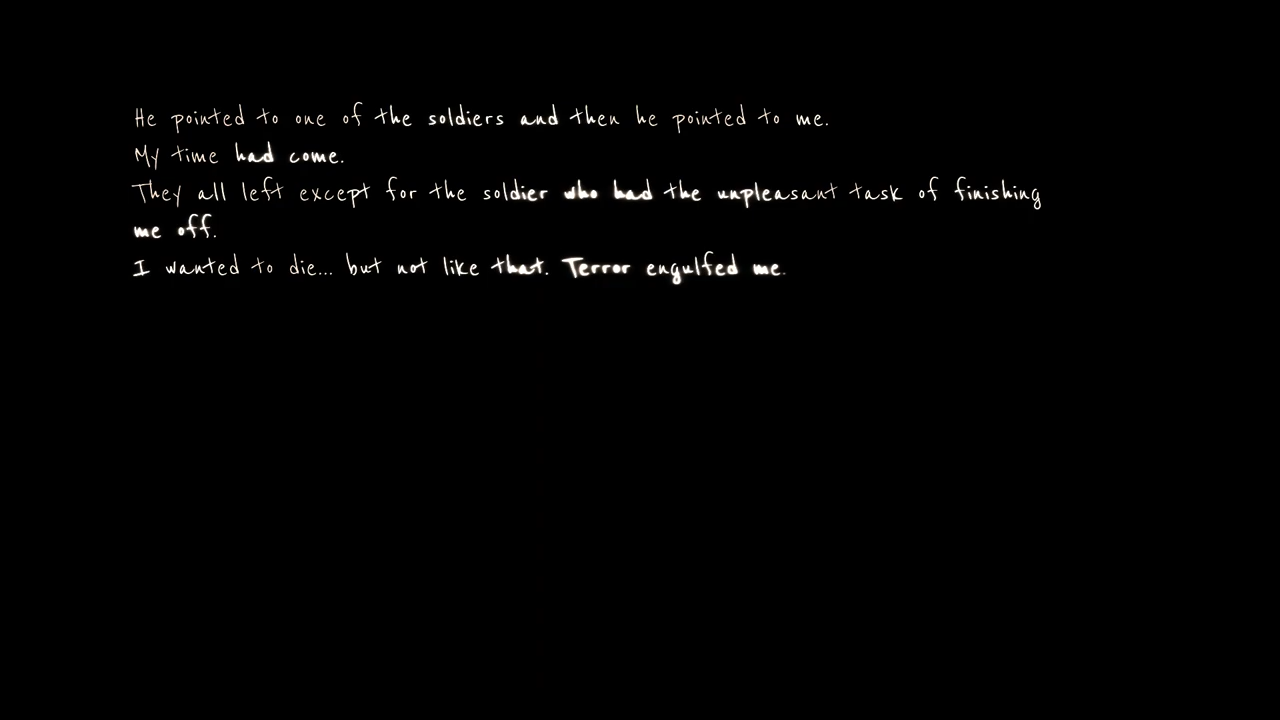 He pointed to one of the soldiers and then he pointed to me.
My time had come.
They all left except for the soldier who had the unpleasant task of finishing
me off.
I wanted to die... but not like that. Terror engulfed me.